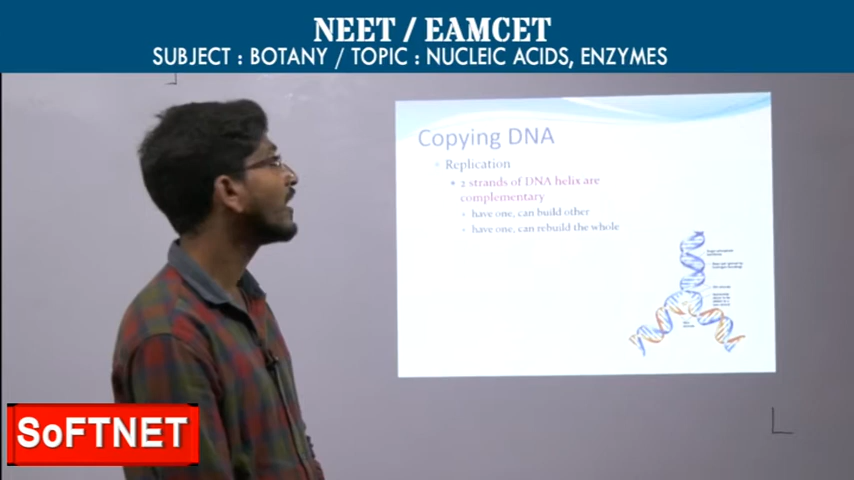 NEET / EAMCET
SUBJECT : BOTANY / TOPIC : NUCLEIC ACIDS, ENZYMES
Copying DNA
Replication
2 strands of DNA helix are
complementary
have one, can build other
have one, can rebuild the whole
SoFTNET